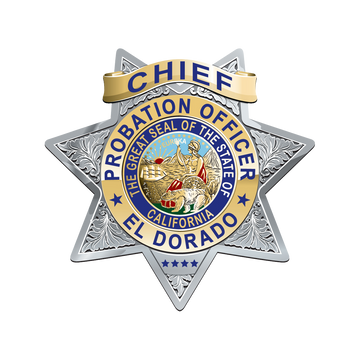 CHIEF
PROBATION OFFICER
THE GREAT SEAL OF THE STATE OF
CALIFORNIA
EL DORADO